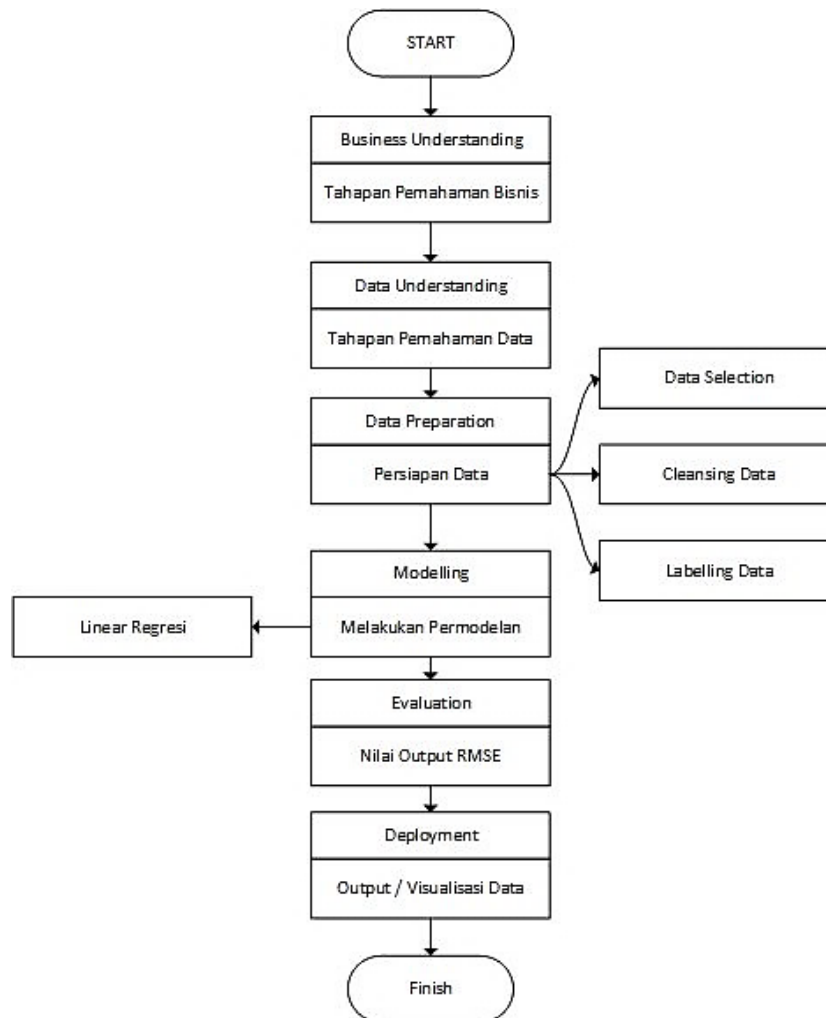 START
Business Understanding
Tahapan Pemahaman Bisnis
Data Understanding
Tahapan Pemahaman Data
Data Preparation
Persiapan Data
Data Selection
Cleansing Data
Labelling Data
Modelling
Melakukan Permodelan
Linear Regresi
Evaluation
Nilai Output RMSE
Deployment
Output / Visualisasi Data
Finish